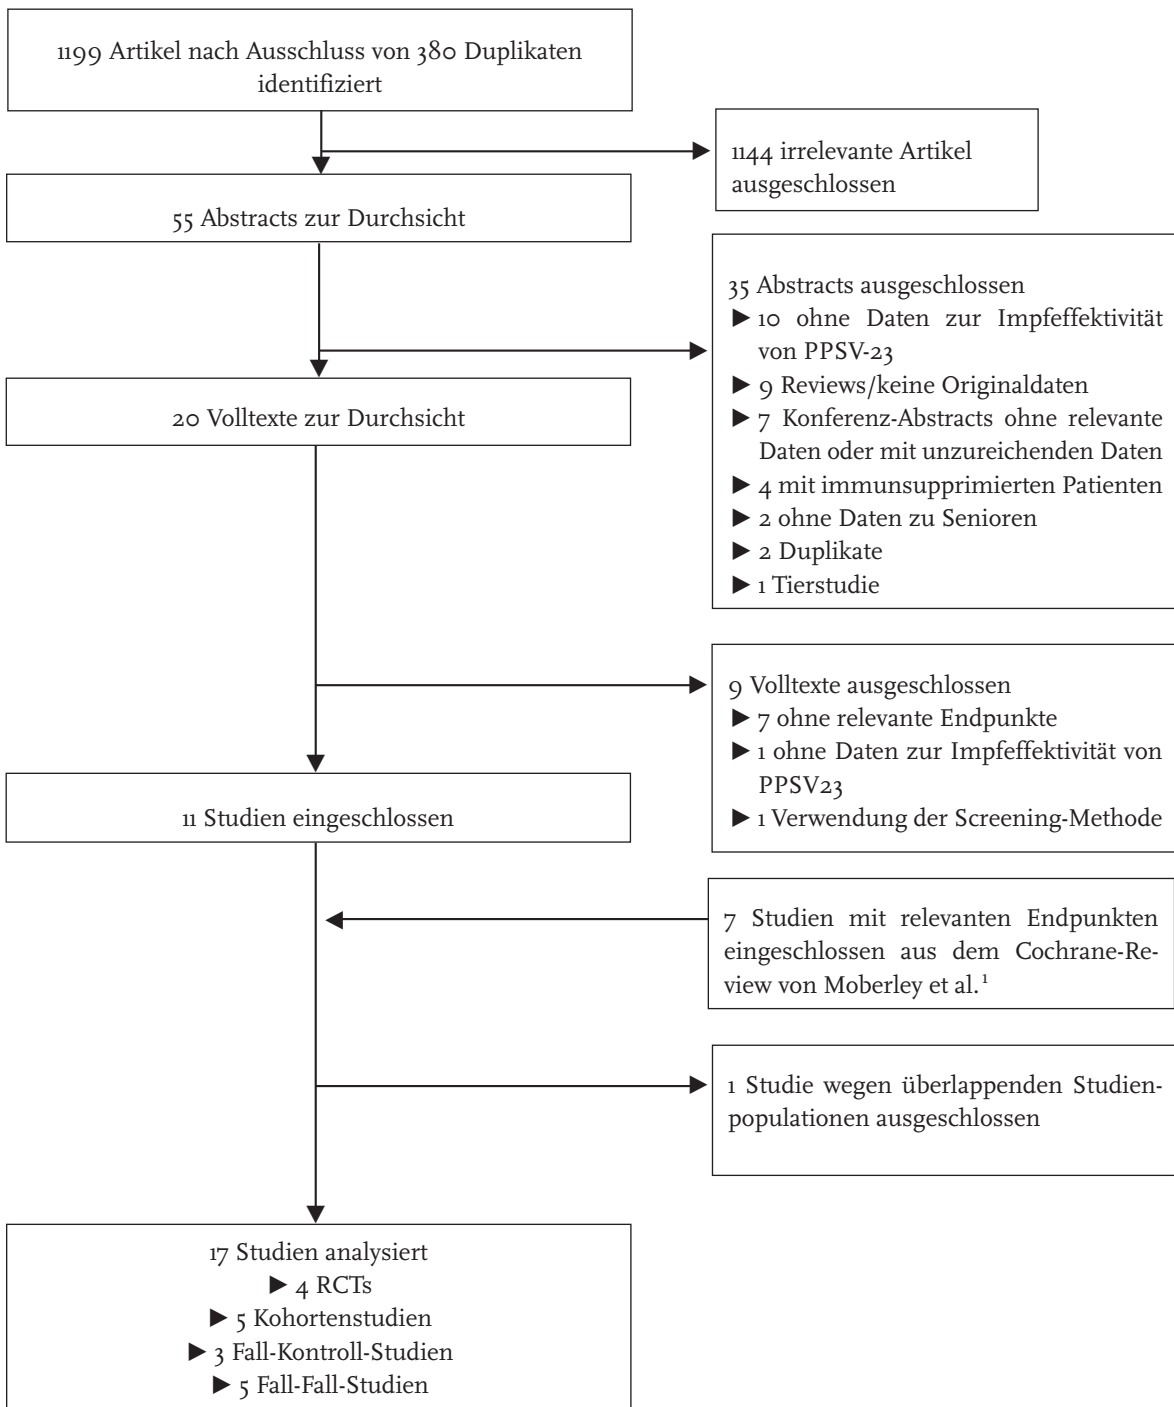 1199 Artikel nach Ausschluss von 380 Duplikaten
identifiziert
1144 irrelevante Artikel
ausgeschlossen
55 Abstracts zur Durchsicht
35 Abstracts ausgeschlossen
► 10 ohne Daten zur Impfeffektivität
von PPSV-23
► 9 Reviews/keine Originaldaten
► 7 Konferenz-Abstracts ohne relevante
Daten oder mit unzureichenden Daten
► 4 mit immunsupprimierten Patienten
► 2 ohne Daten zu Senioren
► 2 Duplikate
► 1 Tierstudie
20 Volltexte zur Durchsicht
9 Volltexte ausgeschlossen
► 7 ohne relevante Endpunkte
► 1 ohne Daten zur Impfeffektivität von
PPSV23
► 1 Verwendung der Screening-Methode
11 Studien eingeschlossen
7 Studien mit relevanten Endpunkten
eingeschlossen aus dem Cochrane-Re-
view von Moberley et al.¹
1 Studie wegen überlappenden Studien-
populationen ausgeschlossen
17 Studien analysiert
► 4 RCTs
► 5 Kohortenstudien
► 3 Fall-Kontroll-Studien
► 5 Fall-Fall-Studien